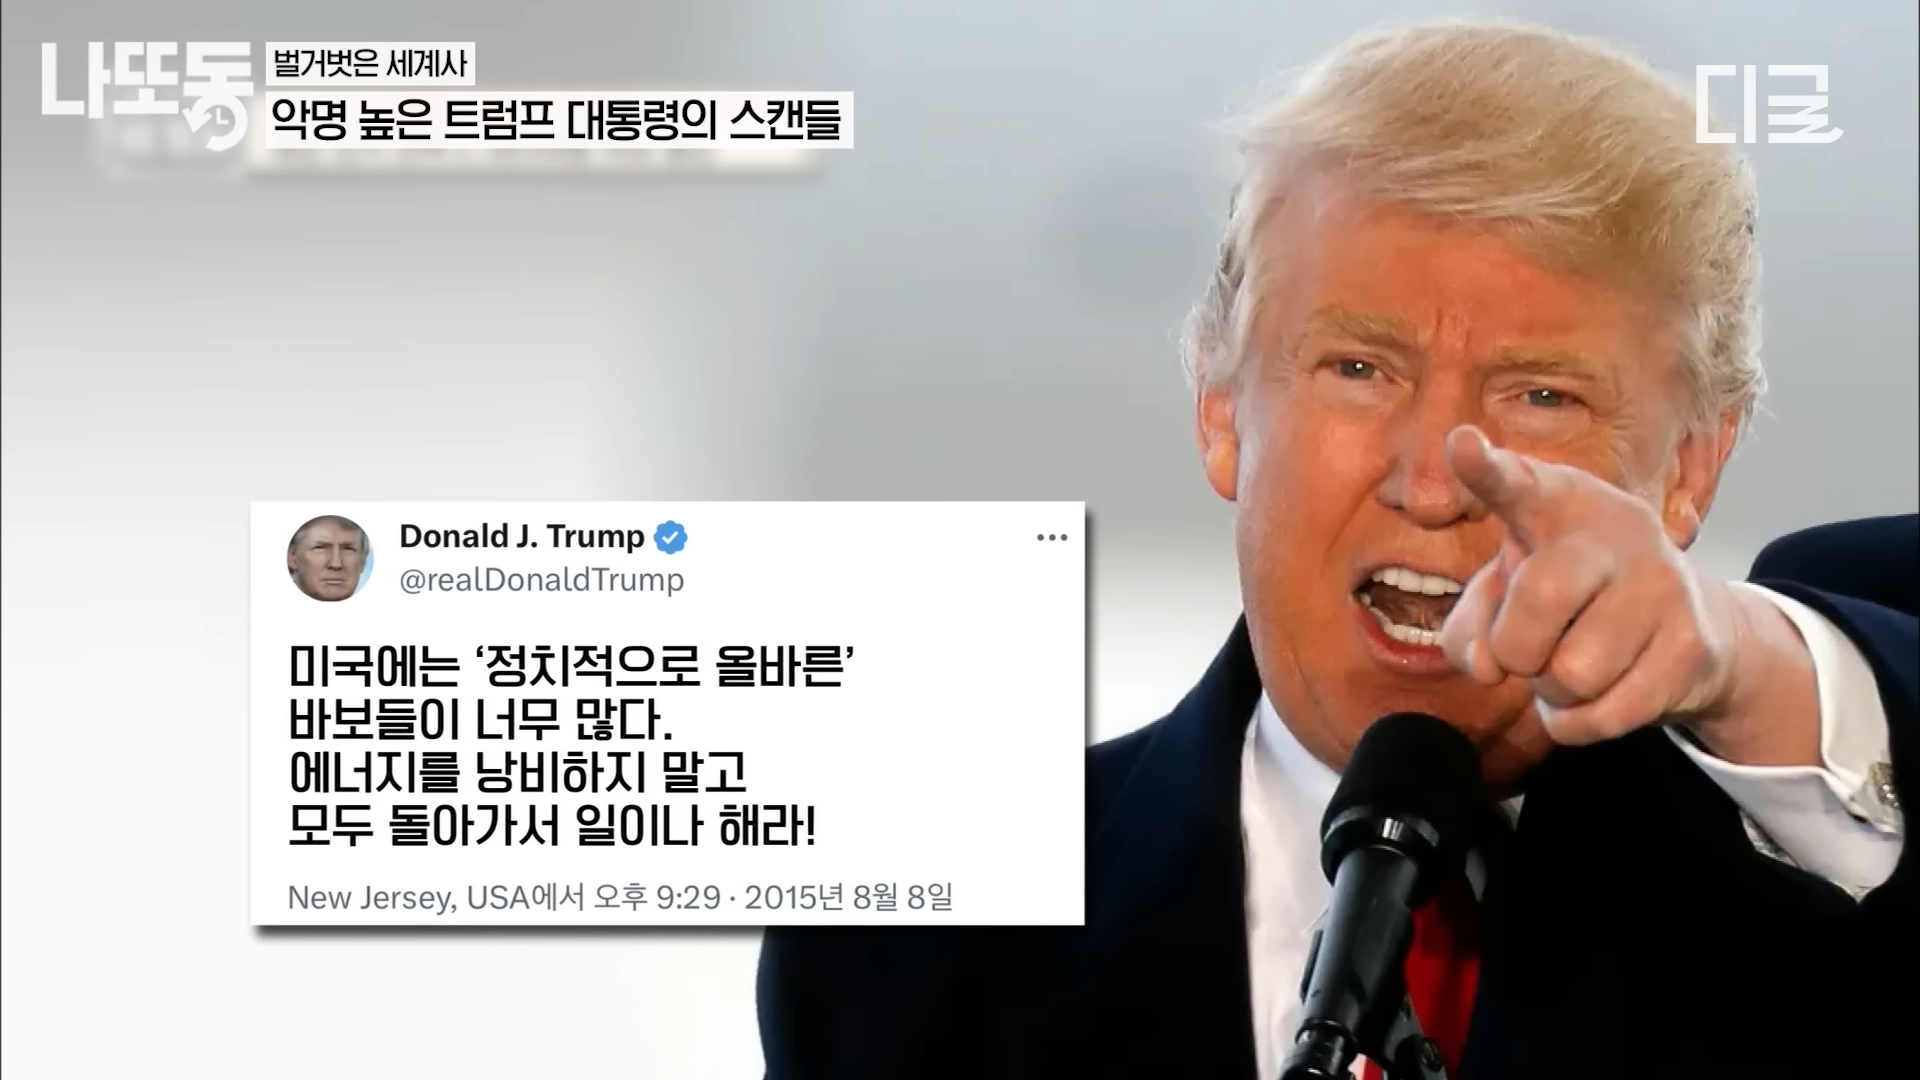 나또동
벌거벗은 세계사
악명 높은 트럼프 대통령의 스캔들
디글
Donald J. Trump
@realDonaldTrump
미국에는 ‘정치적으로 올바른’
바보들이 너무 많다.
에너지를 낭비하지 말고
모두 돌아가서 일이나 해라!
New Jersey, USA에서 오후 9:29 · 2015년 8월 8일